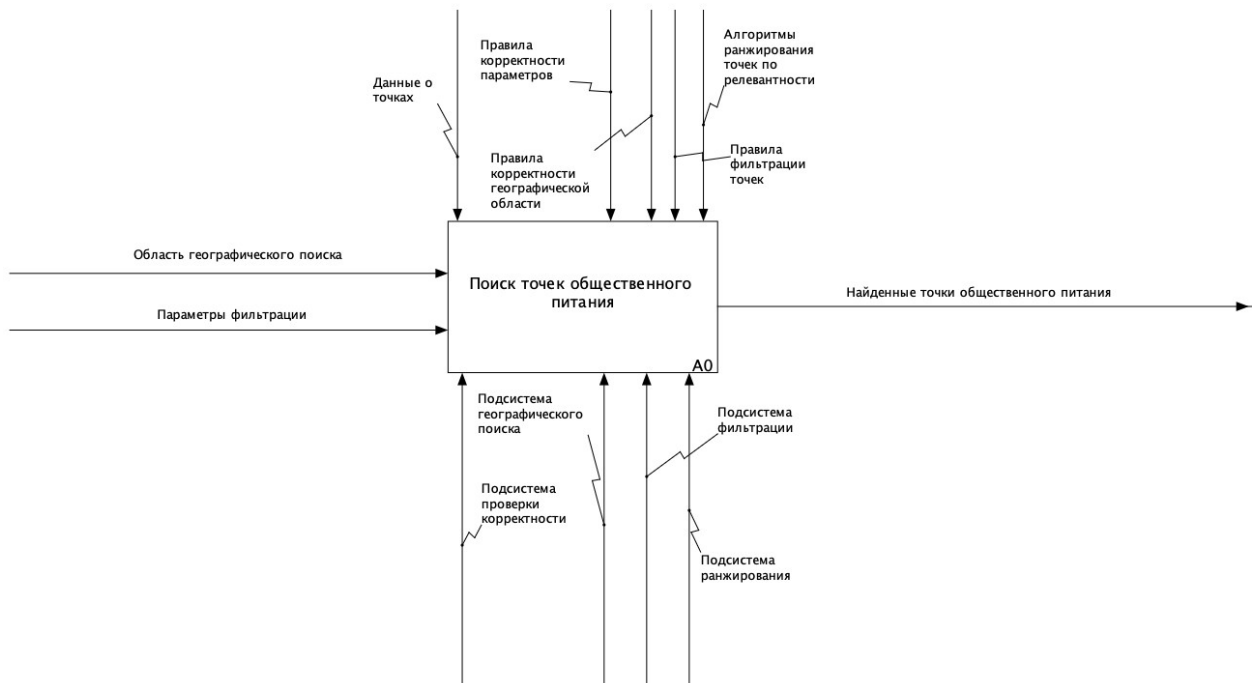 Алгоритмы
ранжирования
точек по
релевантности
Правила
корректности
параметров
Данные о
точках
Правила
фильтрации
точек
Правила
корректности
географической
области
Область географического поиска
Поиск точек общественного
питания
Найденные точки общественного питания
Параметры фильтрации
A0
Подсистема
географического
поиска
Подсистема
фильтрации
Подсистема
проверки
корректности
Подсистема
ранжирования